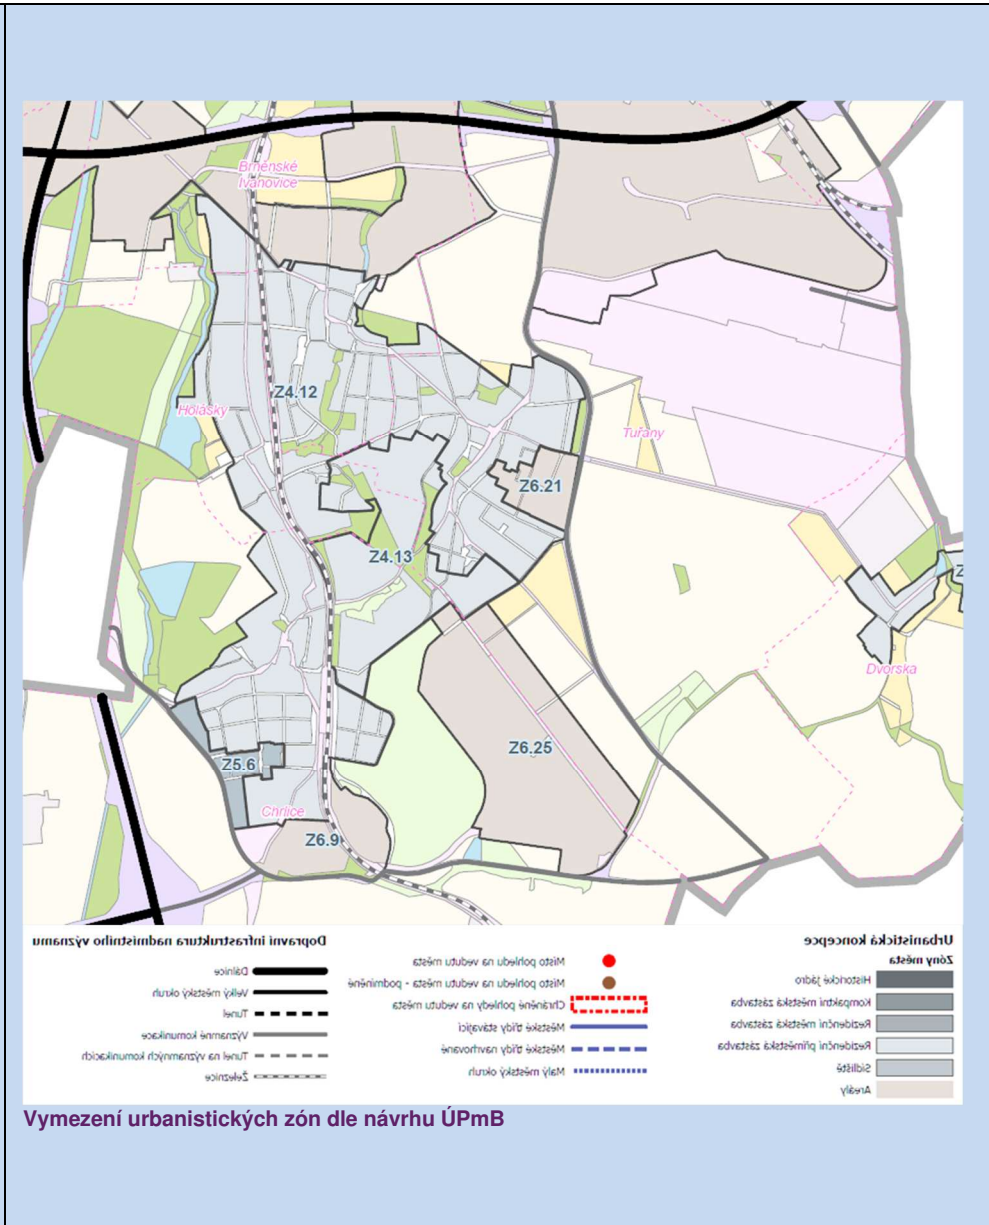 Brněnské
Ivanovice
Z4.12
Holásky
Tuřany
Z6.21
Z4.13
Z
Dvorska
Z6.25
Z5.6
Chrlice
Z6.9
Urbanistická koncepce
Zóny města
Historické jádro
Kompaktní městská zástavba
Rezidenční městská zástavba
Rezidenční příměstská zástavba
Sídliště
Areály
Místo pohledu na vedutu města
Místo pohledu na vedutu města - podmíněné
Chráněné pohledy na vedutu města
Městské třídy stávající
Městské třídy navrhované
Malý městský okruh
Dopravní infrastruktura nadmístního významu
Dálnice
Velký městský okruh
Tunel
Významné komunikace
Tunel na významných komunikacích
Železnice
Vymezení urbanistických zón dle návrhu ÚPmB